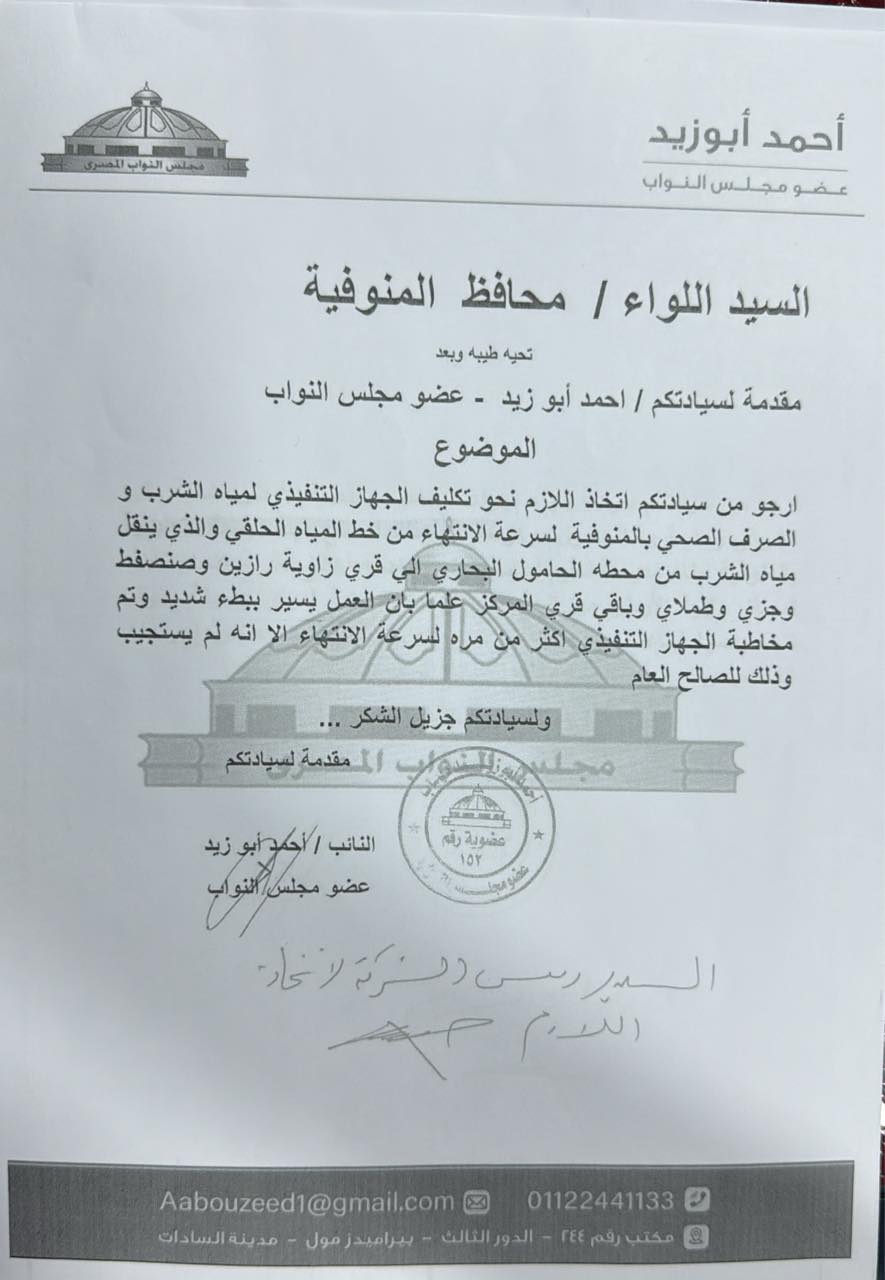 مجلس النواب المصرى
أحمد أبوزيد
عضو مجلس النواب
السيد اللواء / محافظ المنوفية
تحيه طيبه وبعد
مقدمة لسيادتكم / احمد أبو زيد - عضو مجلس النواب
الموضوع
ارجو من سيادتكم اتخاذ اللازم نحو تكليف الجهاز التنفيذي لمياه الشرب و
الصرف الصحي بالمنوفية لسرعة الانتهاء من خط المياه الحلقي والذي ينقل
مياه الشرب من محطه الحامول البحاري الي قري زاوية رازين وصنصفط
وجزي وطملاي وباقي قري المركز علما بان العمل يسير ببطء شديد وتم
مخاطبة الجهاز التنفيذي اكثر من مره لسرعة الانتهاء الا انه لم يستجيب
وذلك للصالح العام
ولسيادتكم جزيل الشكر ...
مجلس النواب المصرى
مقدمة لسيادتكم
عضوية رقم
١٥٢
النائب / أحمد أبو زيد
عضو مجلس النواب
السيد رئيس الشركة لاتخاذ
اللازم
01122441133
Aabouzeed1@gmail.com
مكتب رقم ٢٤٤ - الدور الثالث - بيراميدز مول - مدينة السادات